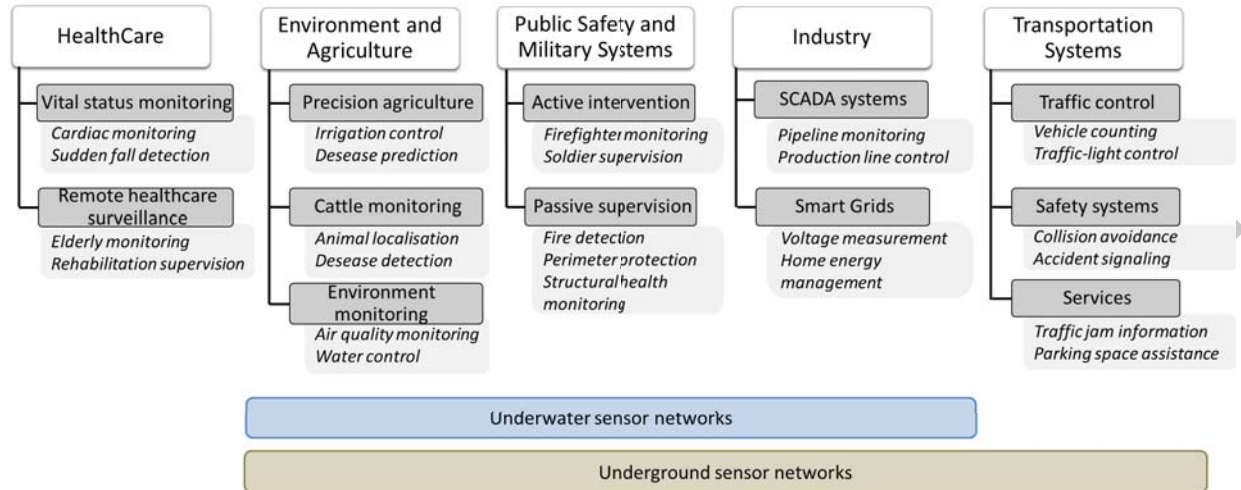 HealthCare
Vital status monitoring
Cardiac monitoring
Sudden fall detection
Remote healthcare
surveillance
Elderly monitoring
Rehabilitation supervision
Environment and
Agriculture
Precision agriculture
Irrigation control
Desease prediction
Cattle monitoring
Animal localisation
Desease detection
Environment
monitoring
Air quality monitoring
Water control
Public Safety and
Military Systems
Active intervention
Firefighter monitoring
Soldier supervision
Passive supervision
Fire detection
Perimeter protection
Structural health
monitoring
Industry
SCADA systems
Pipeline monitoring
Production line control
Smart Grids
Voltage measurement
Home energy
management
Transportation
Systems
Traffic control
Vehicle counting
Traffic-light control
Safety systems
Collision avoidance
Accident signaling
Services
Traffic jam information
Parking space assistance
Underwater sensor networks
Underground sensor networks